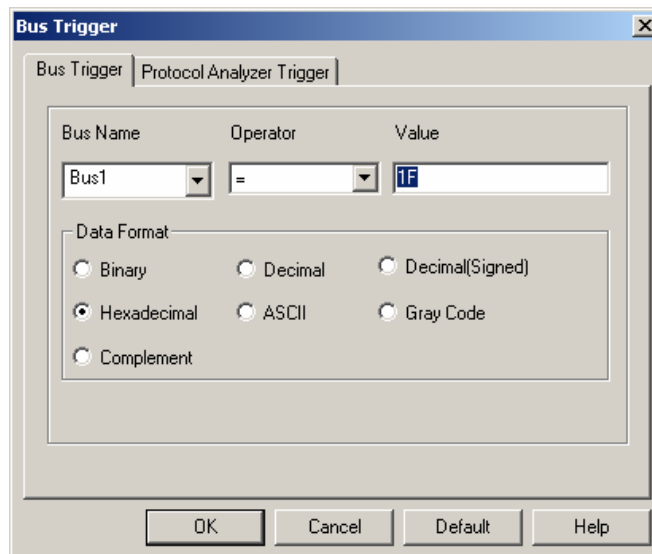 Bus Trigger
Bus Trigger Protocol Analyzer Trigger
Bus Name Operator Value
Bus1 = 1F
Data Format
Binary Decimal Decimal(Signed)
Hexadecimal ASCII Gray Code
Complement
OK Cancel Default Help